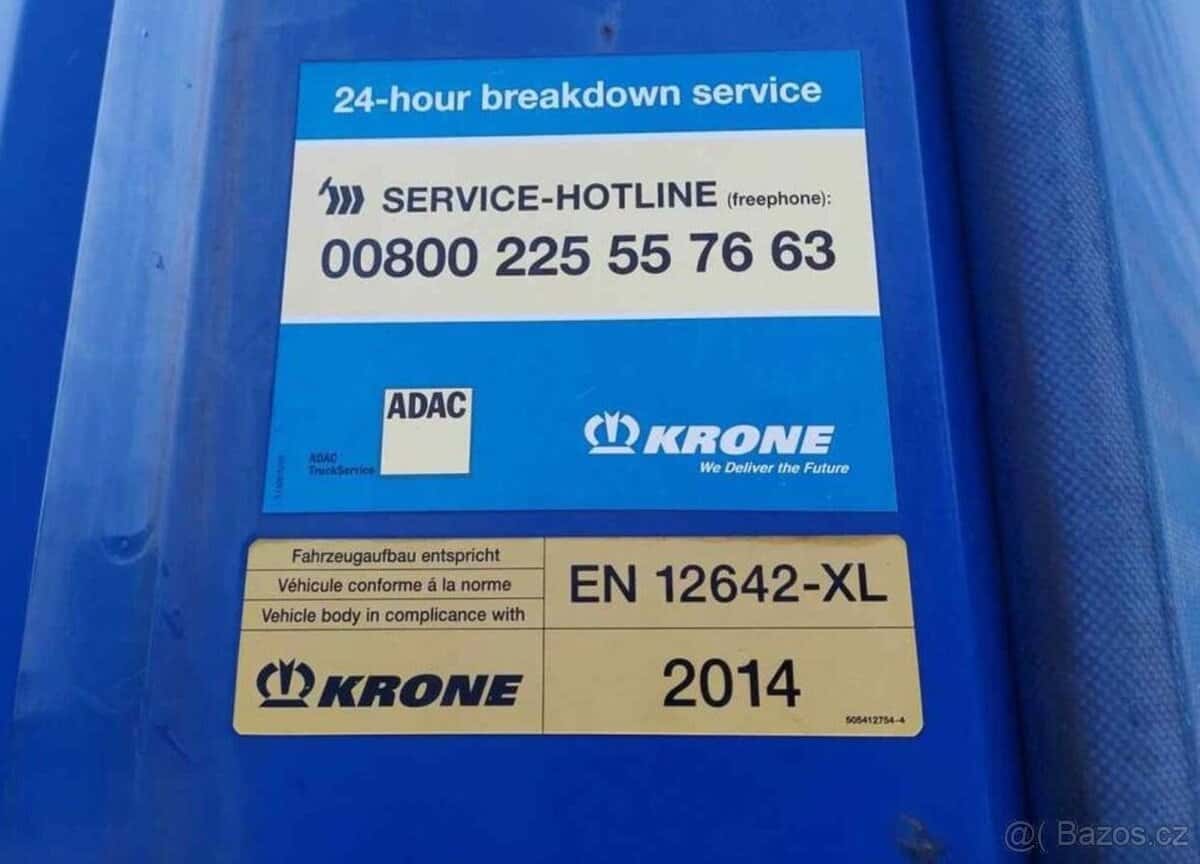 24-hour breakdown service
SERVICE-HOTLINE (freephone):
00800 225 55 76 63
ADAC
ADAC
TruckService
KRONE
We Deliver the Future
Fahrzeugaufbau entspricht
Véhicule conforme á la norme
Vehicle body in complicance with
EN 12642-XL
KRONE
2014
505412754-4
@( Bazos.cz